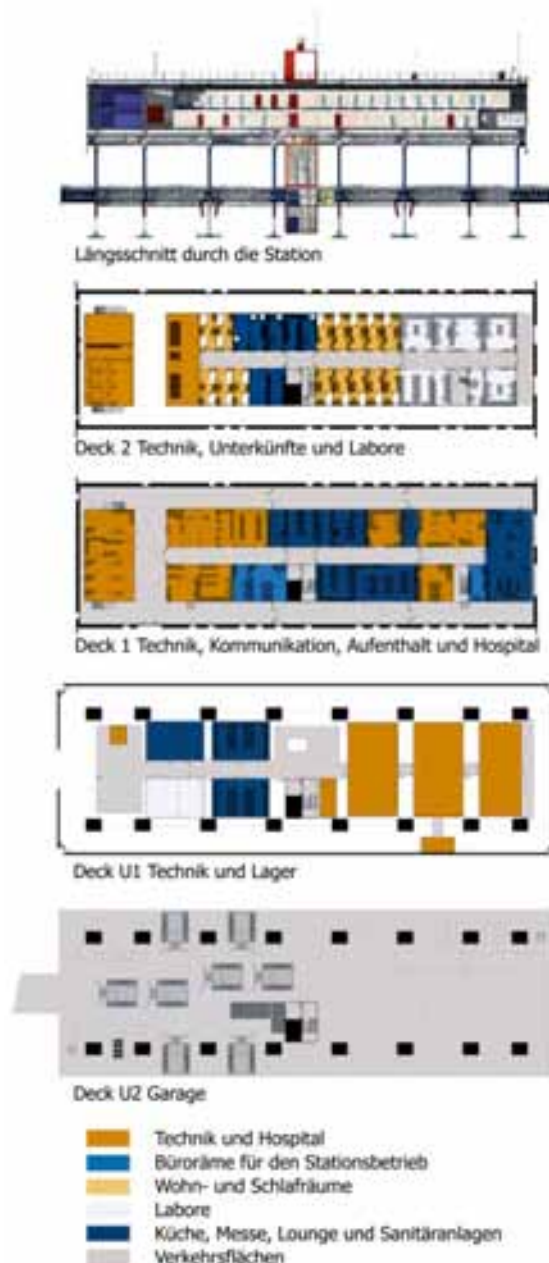 Längsschnitt durch die Station
Deck 2 Technik, Unterkünfte und Labore
Deck 1 Technik, Kommunikation, Aufenthalt und Hospital
Deck U1 Technik und Lager
Deck U2 Garage
Technik und Hospital
Büroräme für den Stationsbetrieb
Wohn- und Schlafräume
Labore
Küche, Messe, Lounge und Sanitäranlagen
Verkehrsflächen